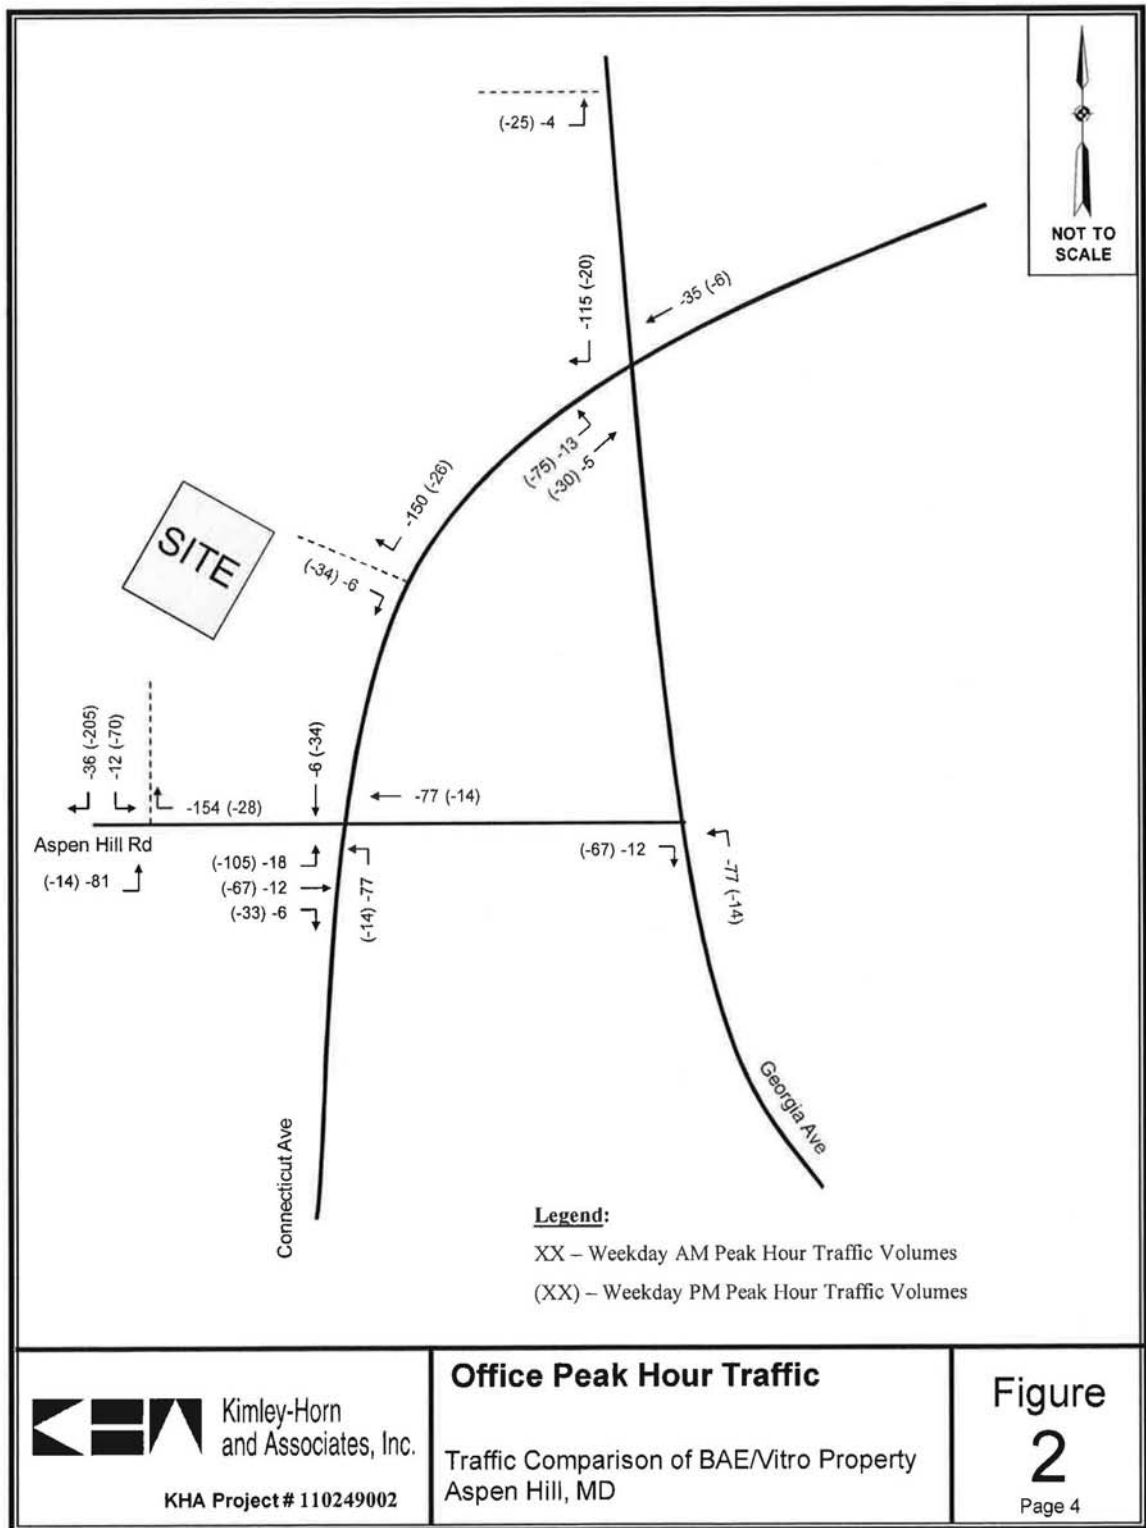 (-25) -4
NOT TO
SCALE
-115 (-20)
-35 (-6)
(-75) -13
(-30) -5
-150 (-26)
SITE
(-34) -6
-36 (-205)
-12 (-70)
-6 (-34)
-154 (-28)
-77 (-14)
Aspen Hill Rd
(-14) -81
(-105) -18
(-67) -12
(-33) -6
(-14) -77
(-67) -12
-77 (-14)
Connecticut Ave
Georgia Ave
Legend:
XX – Weekday AM Peak Hour Traffic Volumes
(XX) – Weekday PM Peak Hour Traffic Volumes
KHA
Kimley-Horn
and Associates, Inc.
KHA Project # 110249002
Office Peak Hour Traffic
Traffic Comparison of BAE/Vitro Property
Aspen Hill, MD
Figure
2
Page 4